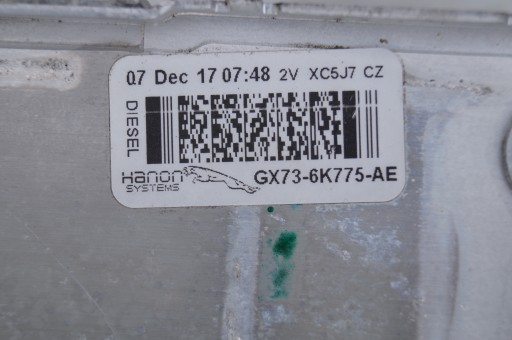 07 Dec 17 07:48 2V XC5J7 CZ
DIESEL
Hanon
SYSTEMS
GX73-6K775-AE